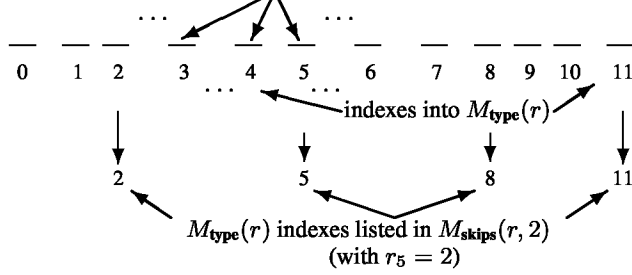 ... ...
0 1 2 3 4 5 6 7 8 9 10 11
... ...
indexes into M_type(r)
2 5 8 11
M_type(r) indexes listed in M_skips(r, 2)
(with r_5 = 2)